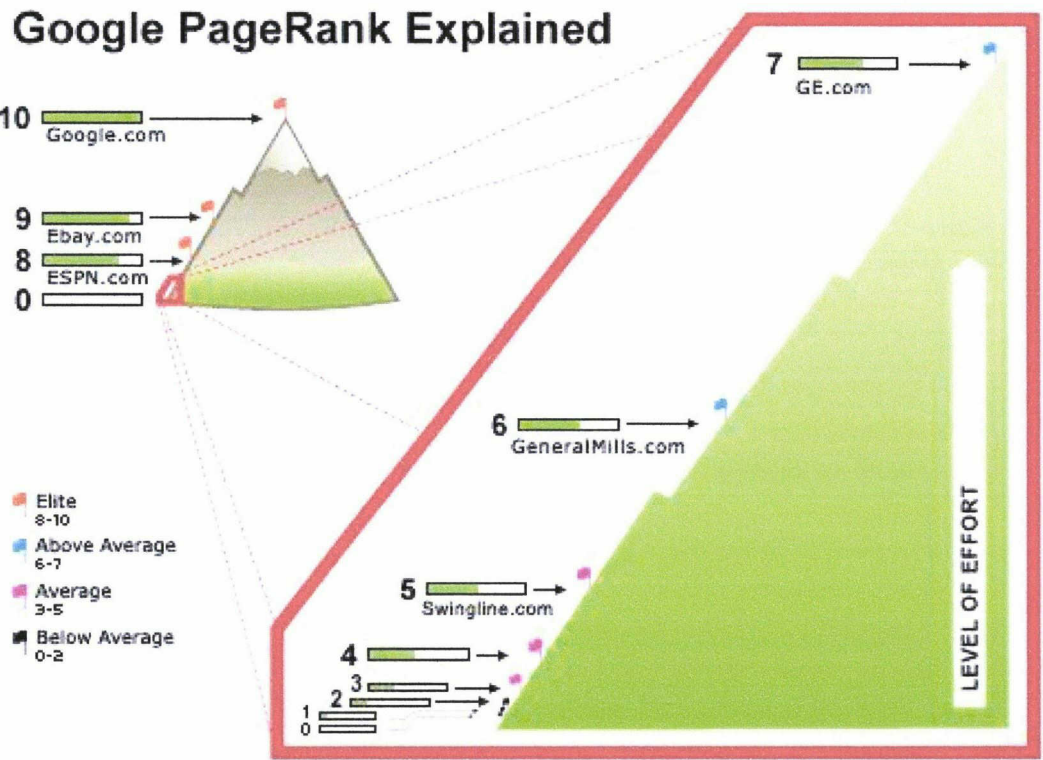 Google PageRank Explained
10
Google.com
9
Ebay.com
8
ESPN.com
0
7
GE.com
6
GeneralMills.com
5
Swingline.com
4
3
2
1
0
LEVEL OF EFFORT
Elite
8-10
Above Average
6-7
Average
3-5
Below Average
0-2